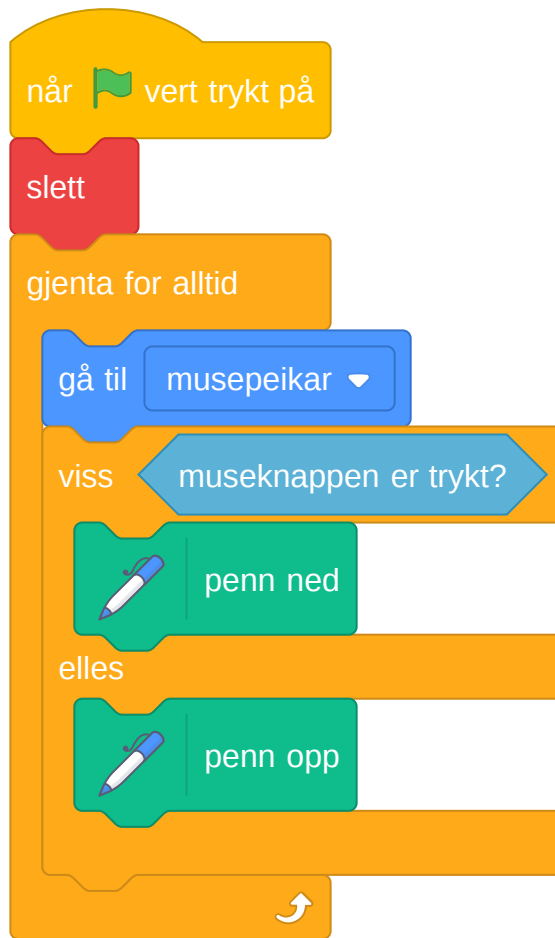 når vert trykt på
slett
gjenta for alltid
gå til musepeikar
viss museknappen er trykt?
penn ned
elles
penn opp